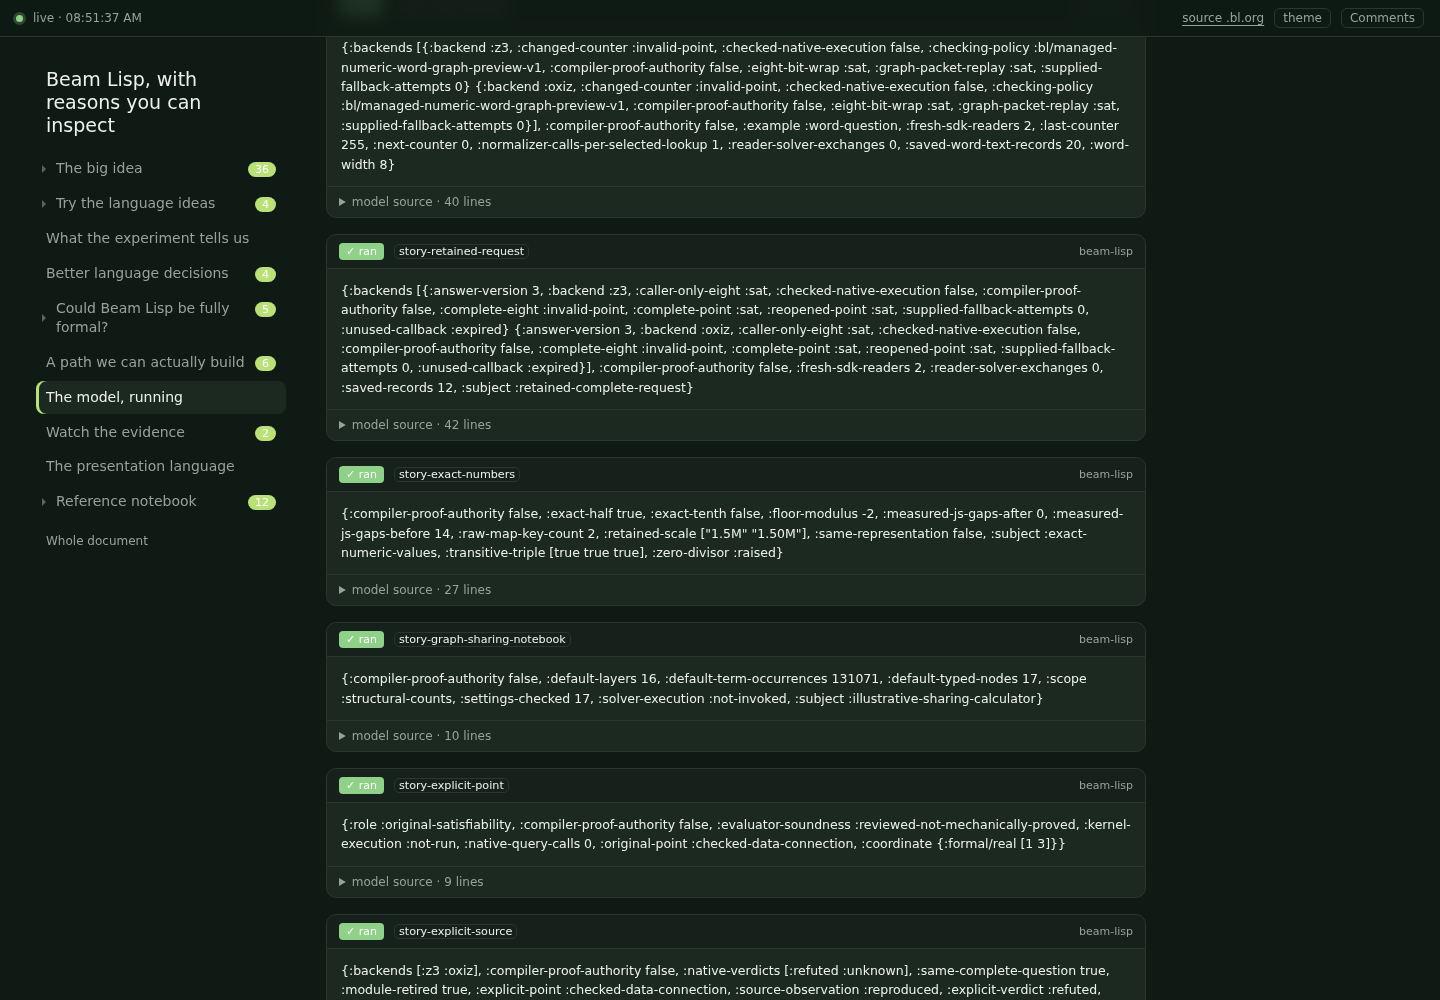 live · 08:51:37 AM
source .bl.org
theme
Comments
Beam Lisp, with
reasons you can
inspect
The big idea
36
Try the language ideas
4
What the experiment tells us
Better language decisions
4
Could Beam Lisp be fully
formal?
5
A path we can actually build
6
The model, running
Watch the evidence
2
The presentation language
Reference notebook
12
Whole document
{:backends [{:backend :z3, :changed-counter :invalid-point, :checked-native-execution false, :checking-policy :bl/managed-
numeric-word-graph-preview-v1, :compiler-proof-authority false, :eight-bit-wrap :sat, :graph-packet-replay :sat, :supplied-
fallback-attempts 0} {:backend :oxiz, :changed-counter :invalid-point, :checked-native-execution false, :checking-policy
:bl/managed-numeric-word-graph-preview-v1, :compiler-proof-authority false, :eight-bit-wrap :sat, :graph-packet-replay :sat,
:supplied-fallback-attempts 0}], :compiler-proof-authority false, :example :word-question, :fresh-sdk-readers 2, :last-counter
255, :next-counter 0, :normalizer-calls-per-selected-lookup 1, :reader-solver-exchanges 0, :saved-word-text-records 20, :word-
width 8}
▶ model source · 40 lines
✓ ran
story-retained-request
beam-lisp
{:backends [{:answer-version 3, :backend :z3, :caller-only-eight :sat, :checked-native-execution false, :compiler-proof-
authority false, :complete-eight :invalid-point, :complete-point :sat, :reopened-point :sat, :supplied-fallback-attempts 0,
:unused-callback :expired} {:answer-version 3, :backend :oxiz, :caller-only-eight :sat, :checked-native-execution false,
:compiler-proof-authority false, :complete-eight :invalid-point, :complete-point :sat, :reopened-point :sat, :supplied-fallback-
attempts 0, :unused-callback :expired}], :compiler-proof-authority false, :fresh-sdk-readers 2, :reader-solver-exchanges 0,
:saved-records 12, :subject :retained-complete-request}
▶ model source · 42 lines
✓ ran
story-exact-numbers
beam-lisp
{:compiler-proof-authority false, :exact-half true, :exact-tenth false, :floor-modulus -2, :measured-js-gaps-after 0, :measured-
js-gaps-before 14, :raw-map-key-count 2, :retained-scale ["1.5M" "1.50M"], :same-representation false, :subject :exact-
numeric-values, :transitive-triple [true true true], :zero-divisor :raised}
▶ model source · 27 lines
✓ ran
story-graph-sharing-notebook
beam-lisp
{:compiler-proof-authority false, :default-layers 16, :default-term-occurrences 131071, :default-typed-nodes 17, :scope
:structural-counts, :settings-checked 17, :solver-execution :not-invoked, :subject :illustrative-sharing-calculator}
▶ model source · 10 lines
✓ ran
story-explicit-point
beam-lisp
{:role :original-satisfiability, :compiler-proof-authority false, :evaluator-soundness :reviewed-not-mechanically-proved, :kernel-
execution :not-run, :native-query-calls 0, :original-point :checked-data-connection, :coordinate {:formal/real [1 3]}}
▶ model source · 9 lines
✓ ran
story-explicit-source
beam-lisp
{:backends [:z3 :oxiz], :compiler-proof-authority false, :native-verdicts [:refuted :unknown], :same-complete-question true,
:module-retired true, :explicit-point :checked-data-connection, :source-observation :reproduced, :explicit-verdict :refuted,